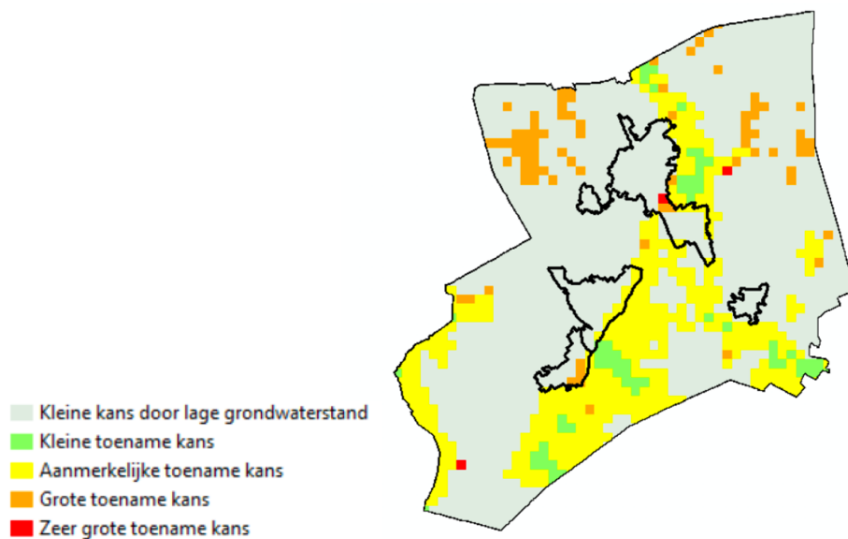 Kleine kans door lage grondwaterstand
Kleine toename kans
Aanmerkelijke toename kans
Grote toename kans
Zeer grote toename kans